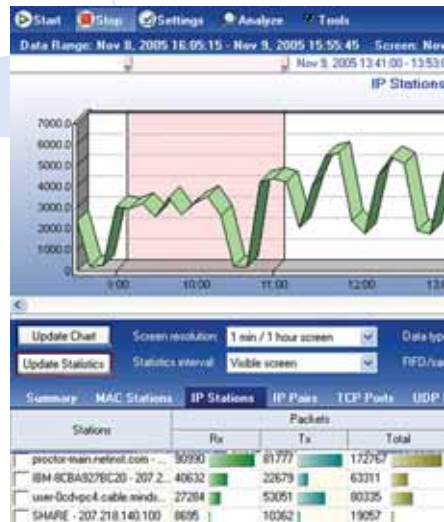 Start Stop Settings Analyze Tools
Data Range: Nov 8, 2005 16:05:15 - Nov 9, 2005 15:55:45 Screen: Nov
Nov 9, 2005 13:41:00 - 13:53:0
IP Stations
7000.0
6000.0
5000.0
4000.0
3000.0
2000.0
1000.0
0
9:00 10:00 11:00 12:00 13:0
Update Chart Screen resolution: 1 min / 1 hour screen Data typ
Update Statistics Statistics interval: Visible screen
Summary MAC Stations IP Stations IP Pairs TCP Ports UDP
Stations Packets
Rx Tx Total
proctor-main.netinst.com - ... 90990 81777 172767
IBM-8CBA927BC20 - 207.2... 40632 22679 63311
user-0cdvpc4.cable.minds... 27284 53051 80335
SHARE - 207.218.140.100 8695 10362 19057